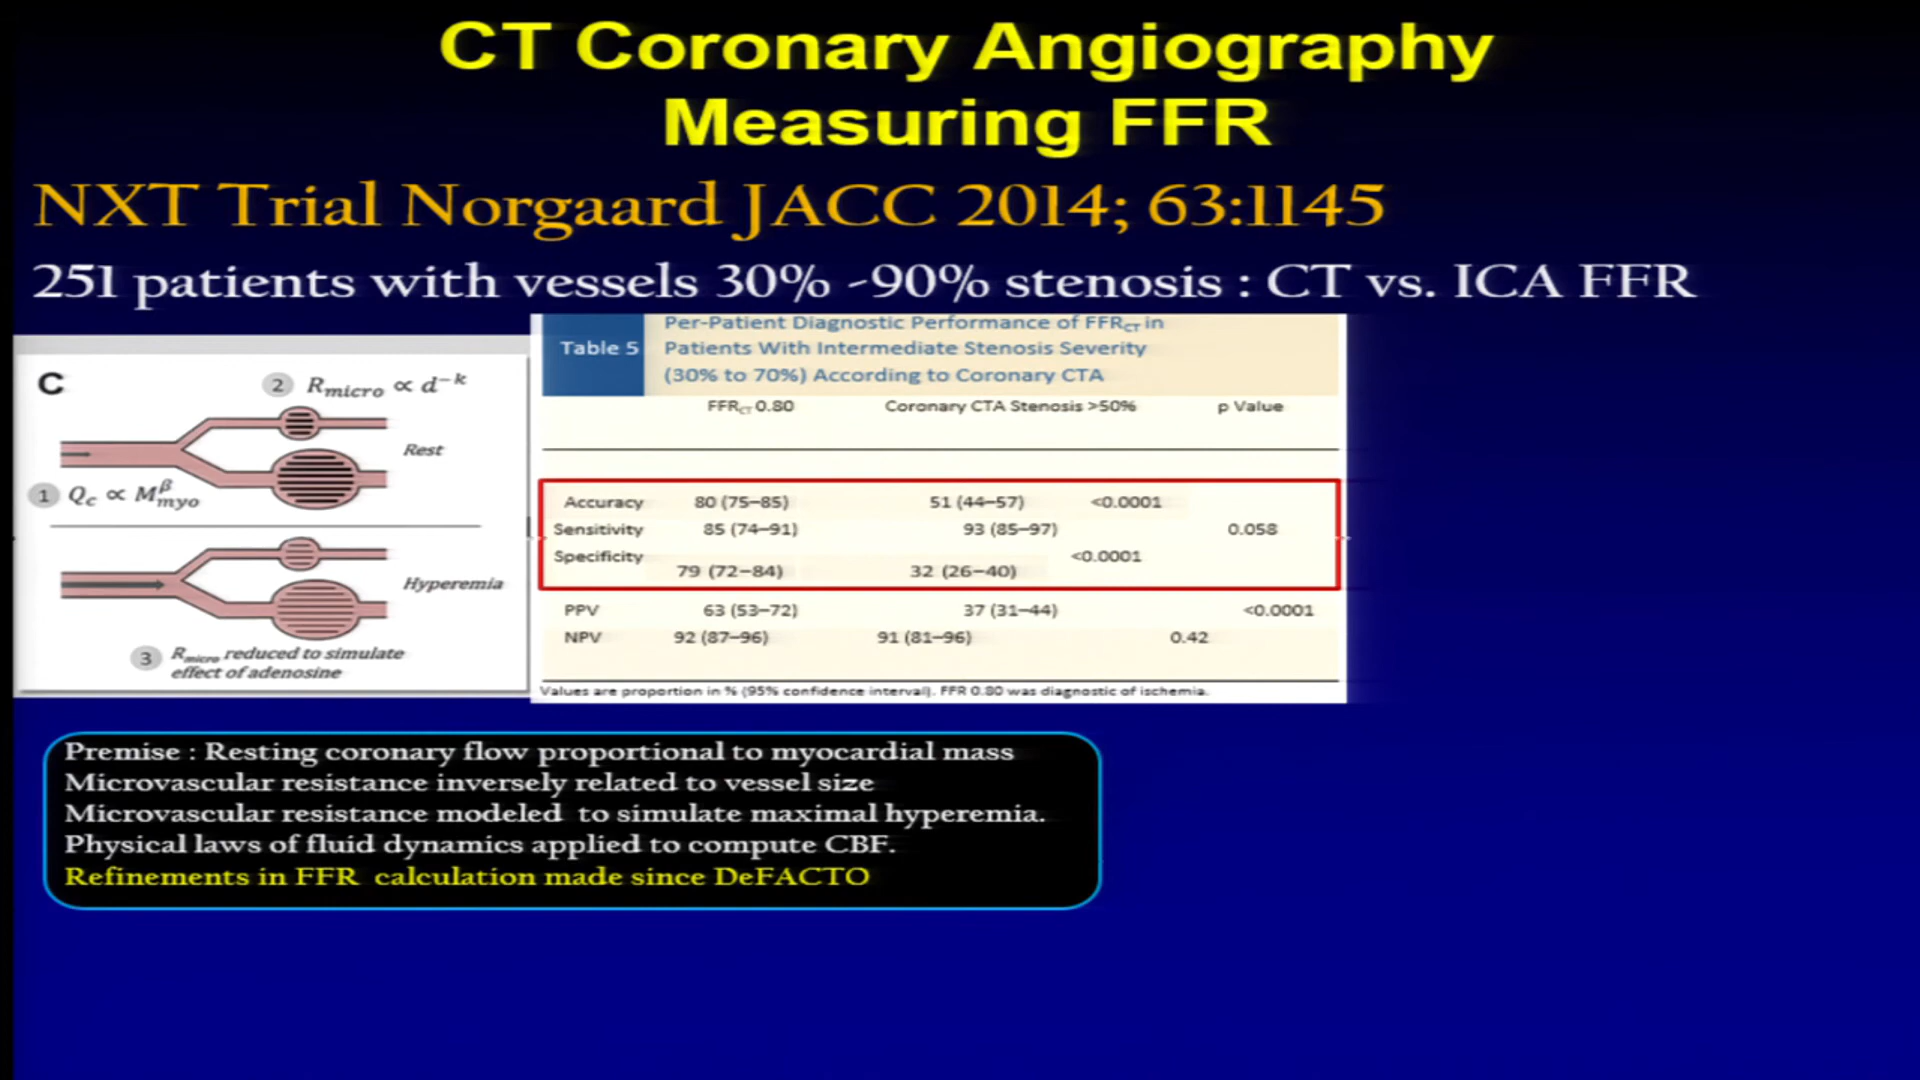 CT Coronary Angiography
Measuring FFR
NXT Trial Norgaard JACC 2014; 63:1145
251 patients with vessels 30% -90% stenosis : CT vs. ICA FFR
C
2 R_micro ∝ d^−k
Rest
1 Q_c ∝ M_myo^β
Hyperemia
3 R_micro reduced to simulate
effect of adenosine
Table 5 Per-Patient Diagnostic Performance of FFR_CT in
Patients With Intermediate Stenosis Severity
(30% to 70%) According to Coronary CTA
FFR_CT 0.80 Coronary CTA Stenosis >50% p Value
Accuracy 80 (75–85) 51 (44–57) <0.0001
Sensitivity 85 (74–91) 93 (85–97) 0.058
Specificity 79 (72–84) 32 (26–40) <0.0001
PPV 63 (53–72) 37 (31–44) <0.0001
NPV 92 (87–96) 91 (81–96) 0.42
Values are proportion in % (95% confidence interval). FFR 0.80 was diagnostic of ischemia.
Premise : Resting coronary flow proportional to myocardial mass
Microvascular resistance inversely related to vessel size
Microvascular resistance modeled to simulate maximal hyperemia.
Physical laws of fluid dynamics applied to compute CBF.
Refinements in FFR calculation made since DeFACTO